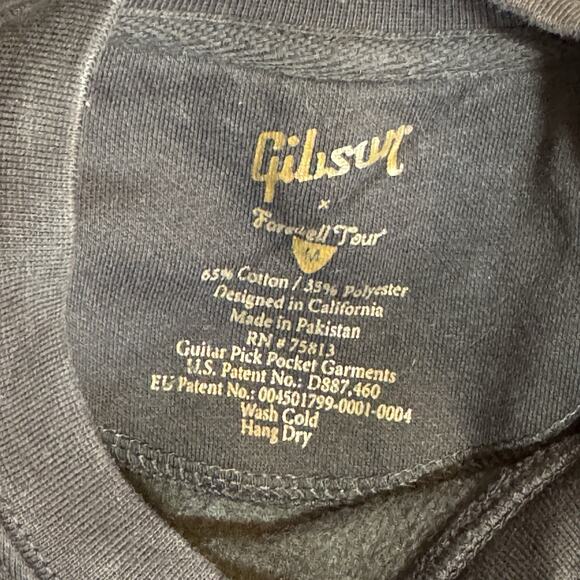 Gibson
x
Farewell Tour
M
65% Cotton / 35% Polyester
Designed in California
Made in Pakistan
RN # 75813
Guitar Pick Pocket Garments
U.S. Patent No.: D887,460
EU Patent No.: 004501799-0001-0004
Wash Cold
Hang Dry